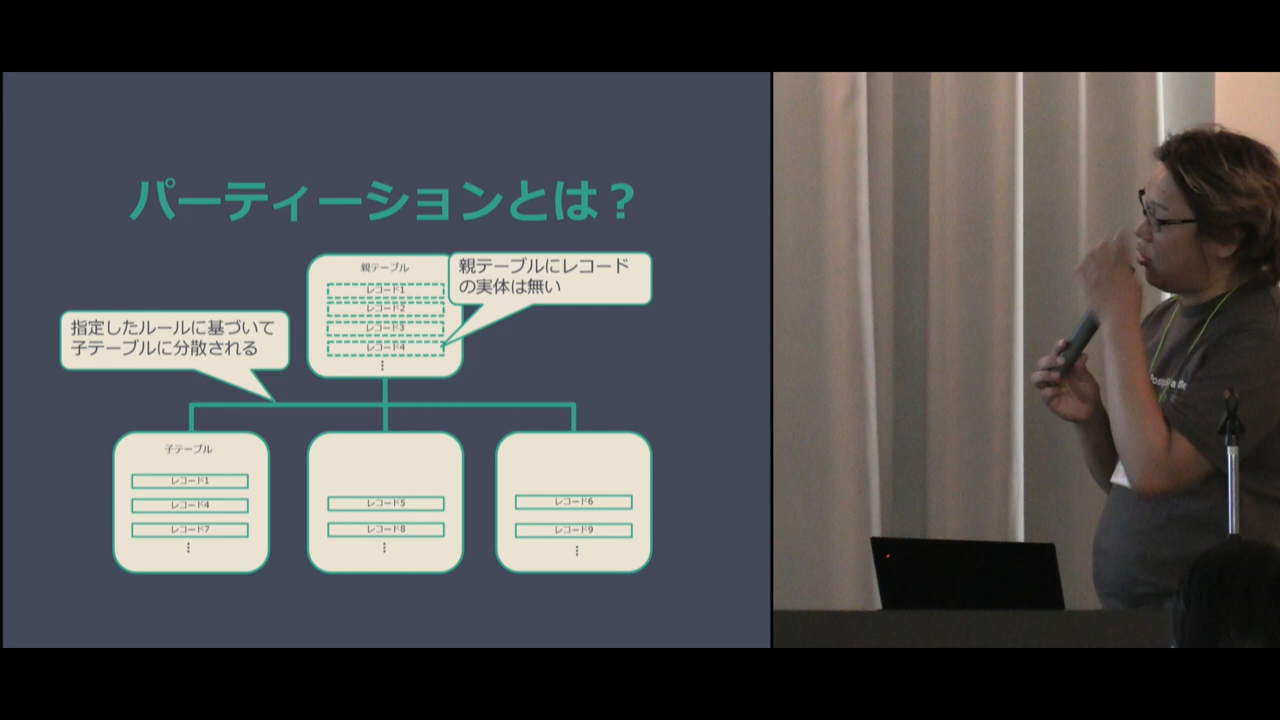 パーティーションとは？
親テーブル
レコード1
レコード2
レコード3
レコード4
親テーブルにレコード
の実体は無い
指定したルールに基づいて
子テーブルに分散される
子テーブル
レコード1
レコード4
レコード7
レコード5
レコード8
レコード6
レコード9